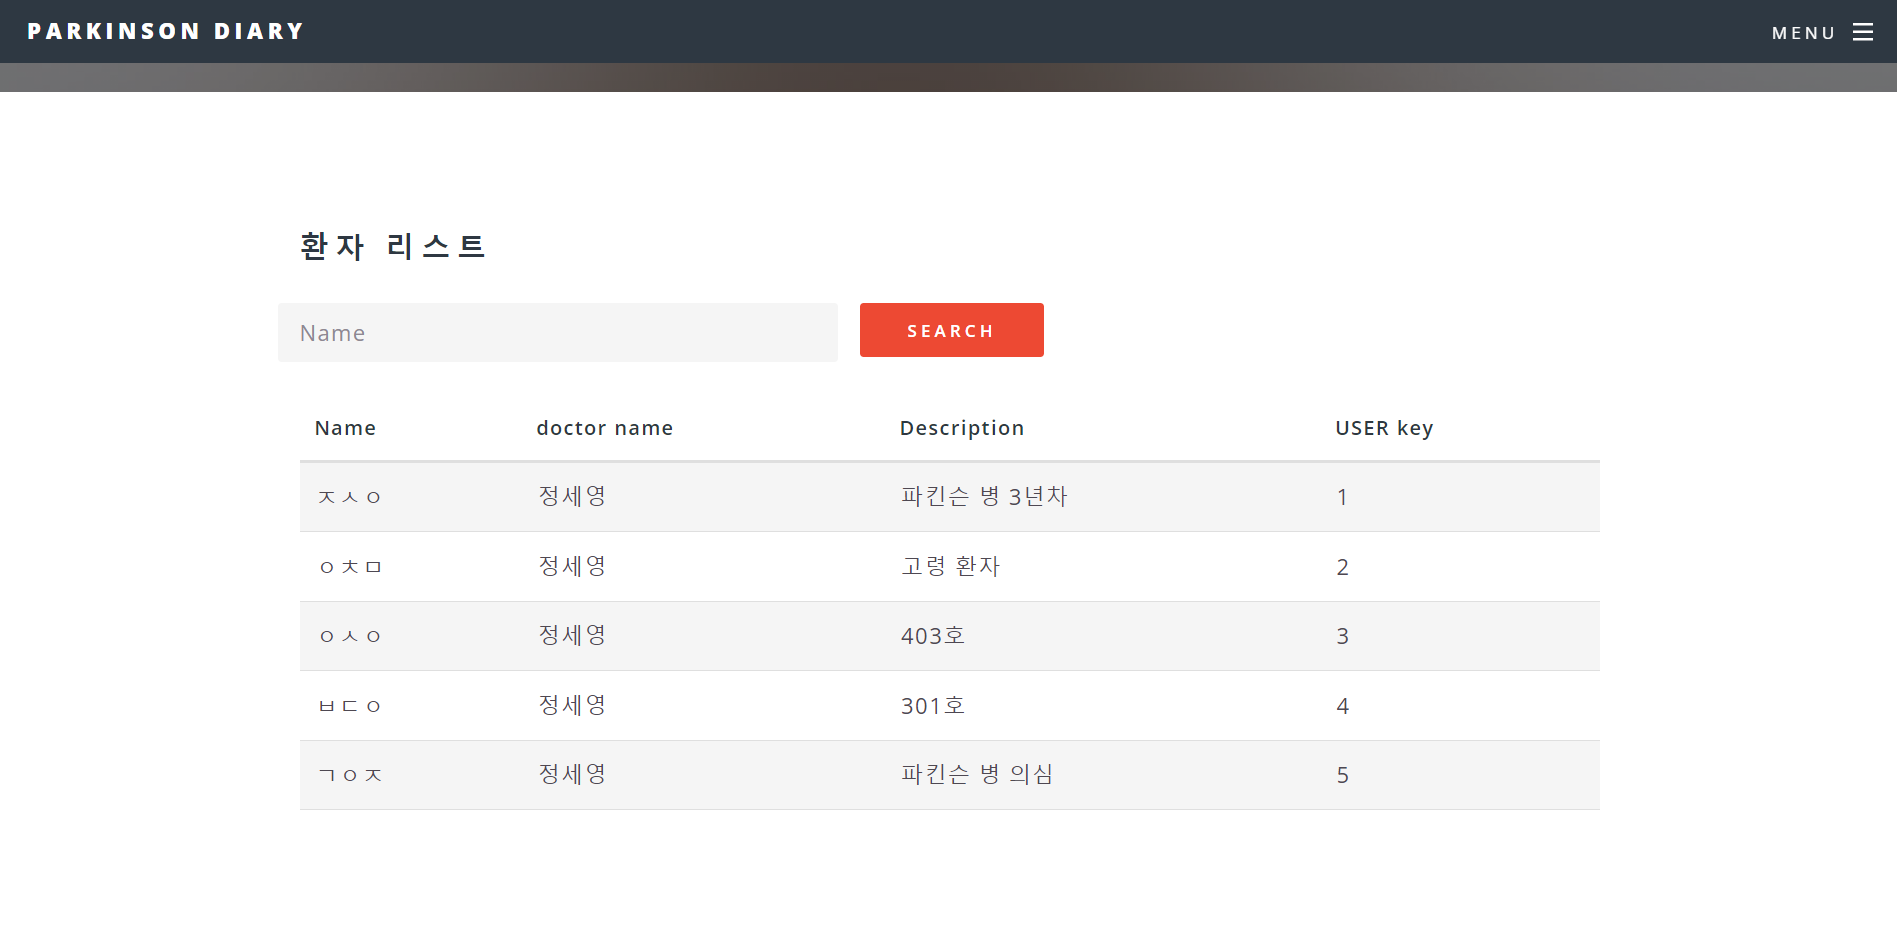 PARKINSON DIARY MENU
환자 리스트
Name SEARCH
Name doctor name Description USER key
ㅈㅅㅇ 정세영 파킨슨 병 3년차 1
ㅇㅊㅁ 정세영 고령 환자 2
ㅇㅅㅇ 정세영 403호 3
ㅂㄷㅇ 정세영 301호 4
ㄱㅇㅈ 정세영 파킨슨 병 의심 5